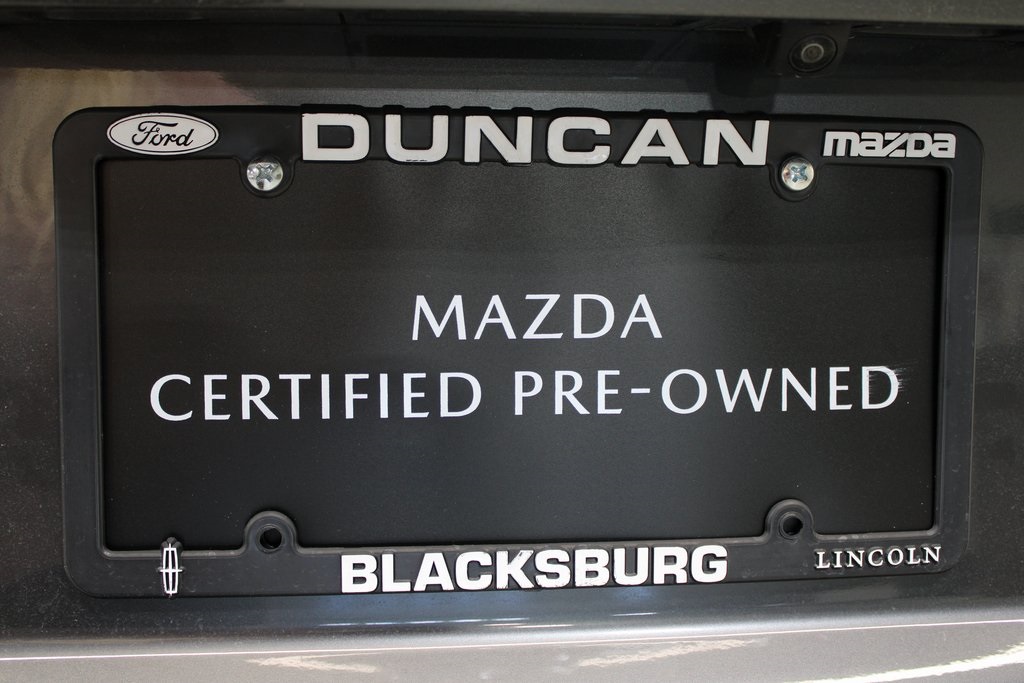 Ford DUNCAN mazda
MAZDA
CERTIFIED PRE-OWNED
BLACKSBURG LINCOLN